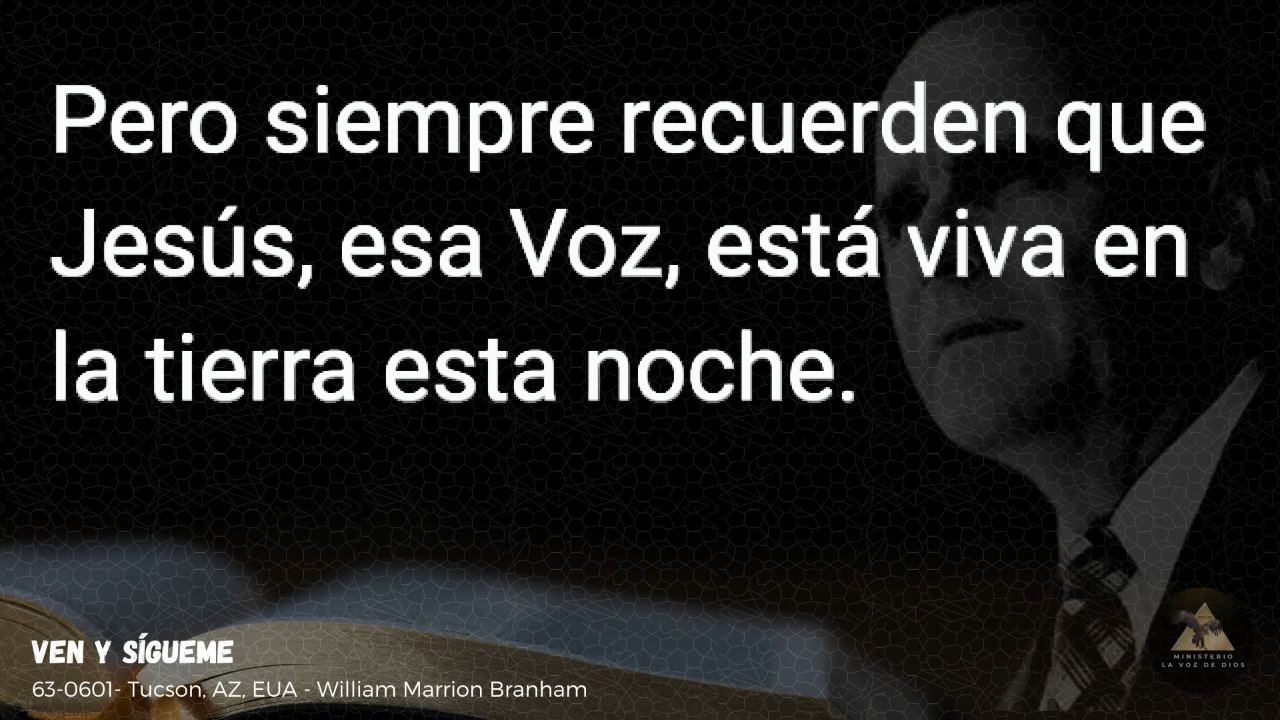 Pero siempre recuerden que
Jesús, esa Voz, está viva en
la tierra esta noche.
VEN Y SÍGUEME
63-0601- Tucson, AZ, EUA - William Marrion Branham
MINISTERIO
LA VOZ DE DIOS